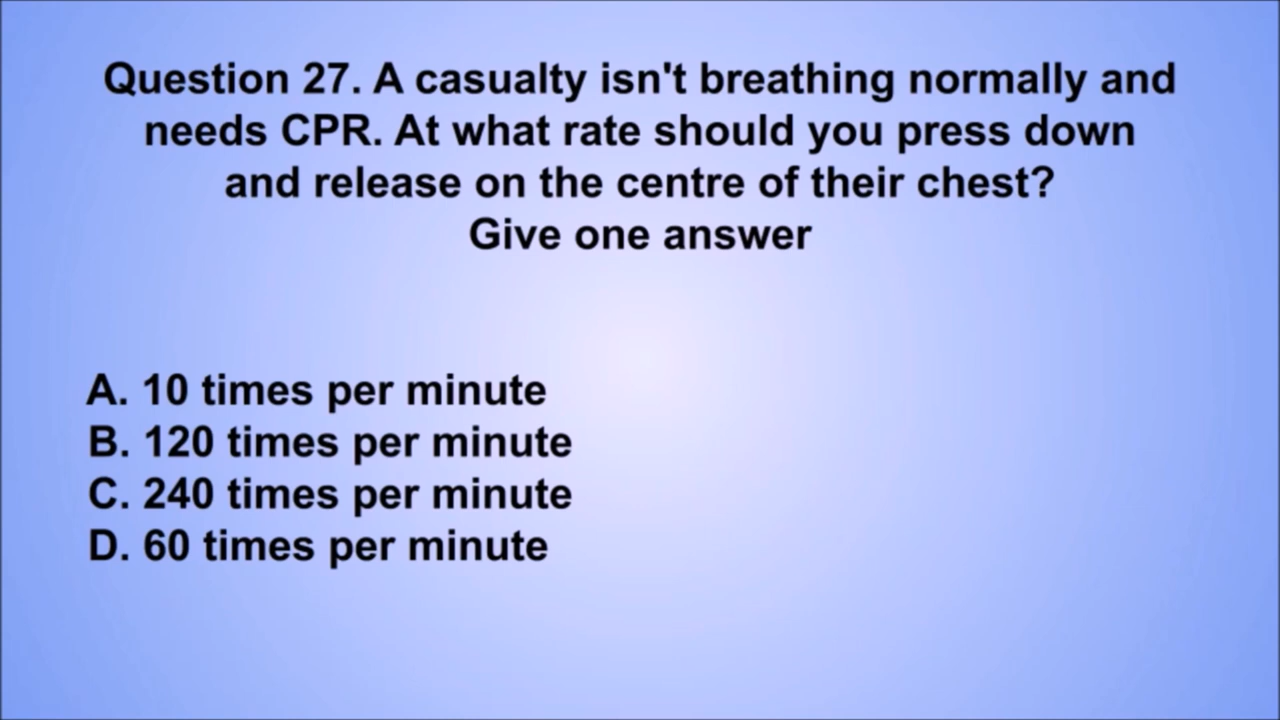 Question 27. A casualty isn't breathing normally and
needs CPR. At what rate should you press down
and release on the centre of their chest?
Give one answer
A. 10 times per minute
B. 120 times per minute
C. 240 times per minute
D. 60 times per minute